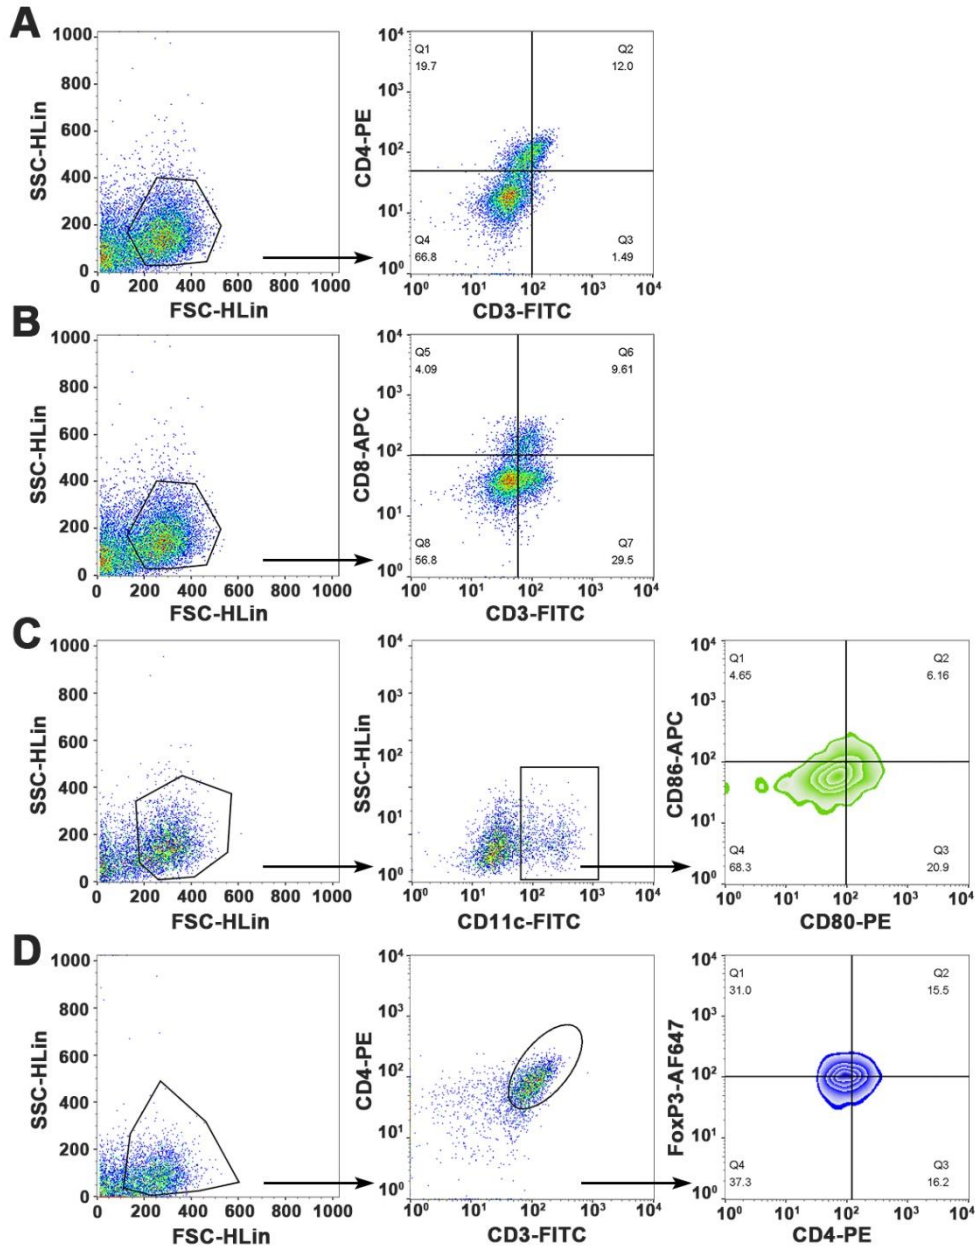 A
1000
800
600
400
200
0
SSC-HLin
0 200 400 600 800 1000
FSC-HLin
10⁴
10³
10²
10¹
10⁰
CD4-PE
Q1
19.7
Q2
12.0
Q4
66.8
Q3
1.49
10⁰ 10¹ 10² 10³ 10⁴
CD3-FITC
B
1000
800
600
400
200
0
SSC-HLin
0 200 400 600 800 1000
FSC-HLin
10⁴
10³
10²
10¹
10⁰
CD8-APC
Q5
4.09
Q6
9.61
Q8
56.8
Q7
29.5
10⁰ 10¹ 10² 10³ 10⁴
CD3-FITC
C
1000
800
600
400
200
0
SSC-HLin
0 200 400 600 800 1000
FSC-HLin
10⁴
10³
10²
10¹
10⁰
SSC-HLin
10⁰ 10¹ 10² 10³ 10⁴
CD11c-FITC
10⁴
10³
10²
10¹
10⁰
CD86-APC
Q1
4.65
Q2
6.16
Q4
68.3
Q3
20.9
10⁰ 10¹ 10² 10³ 10⁴
CD80-PE
D
1000
800
600
400
200
0
SSC-HLin
0 200 400 600 800 1000
FSC-HLin
10⁴
10³
10²
10¹
10⁰
CD4-PE
10⁰ 10¹ 10² 10³ 10⁴
CD3-FITC
10⁴
10³
10²
10¹
10⁰
FoxP3-AF647
Q1
31.0
Q2
15.5
Q4
37.3
Q3
16.2
10⁰ 10¹ 10² 10³ 10⁴
CD4-PE